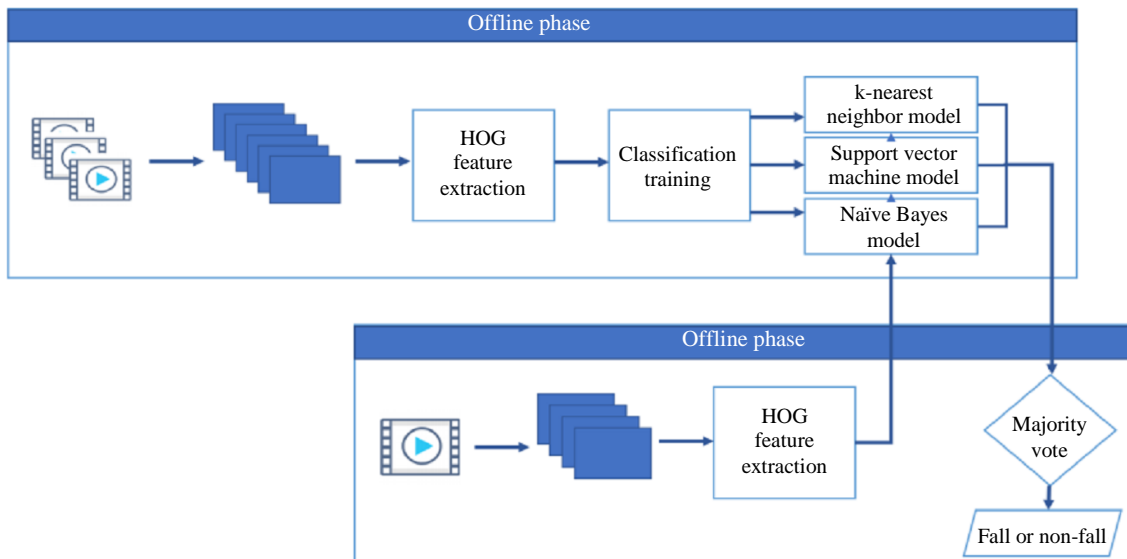 Offline phase
HOG
feature
extraction
Classification
training
k-nearest
neighbor model
Support vector
machine model
Naïve Bayes
model
Offline phase
HOG
feature
extraction
Majority
vote
Fall or non-fall